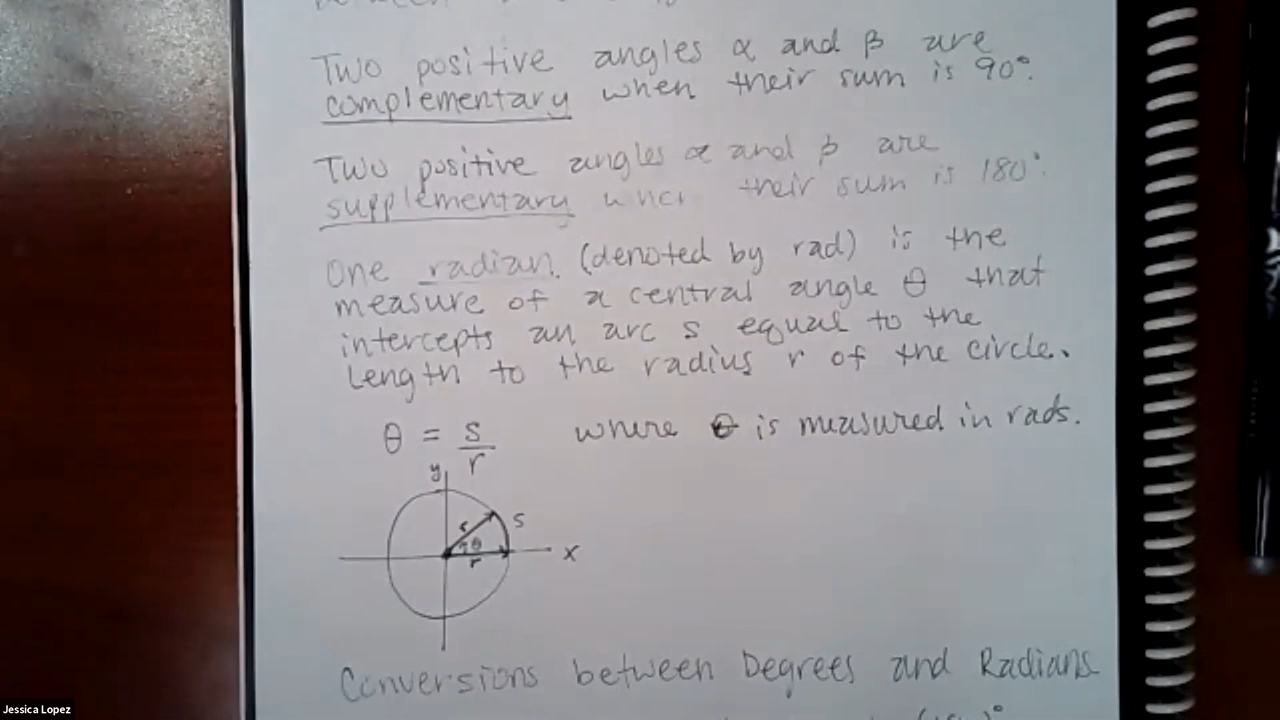 Two positive angles α and β are
complementary when their sum is 90°.
Two positive angles α and β are
supplementary when their sum is 180°.
One radian (denoted by rad) is the
measure of a central angle θ that
intercepts an arc s equal to the
length to the radius r of the circle.
θ = s/r where θ is measured in rads.
y
r s
θ
r x
Conversions between Degrees and Radians
Jessica Lopez